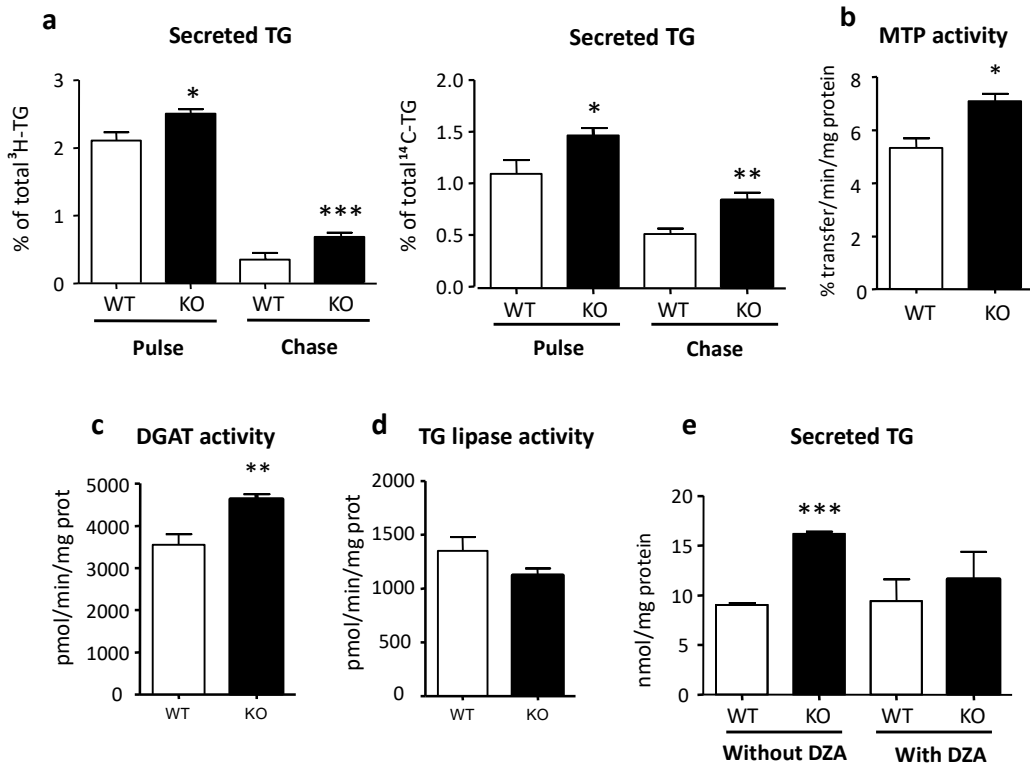 a
Secreted TG
% of total ³H-TG
3
2
1
0
*
***
WT KO WT KO
Pulse Chase
Secreted TG
% of total ¹⁴C-TG
2.0
1.5
1.0
0.5
0.0
*
**
WT KO WT KO
Pulse Chase
b
MTP activity
% transfer/min/mg protein
8
6
4
2
0
*
WT KO
c
DGAT activity
pmol/min/mg prot
5000
4000
3000
2000
1000
0
**
WT KO
d
TG lipase activity
pmol/min/mg prot
2000
1500
1000
500
0
WT KO
e
Secreted TG
nmol/mg protein
20
15
10
5
0
***
WT KO WT KO
Without DZA With DZA